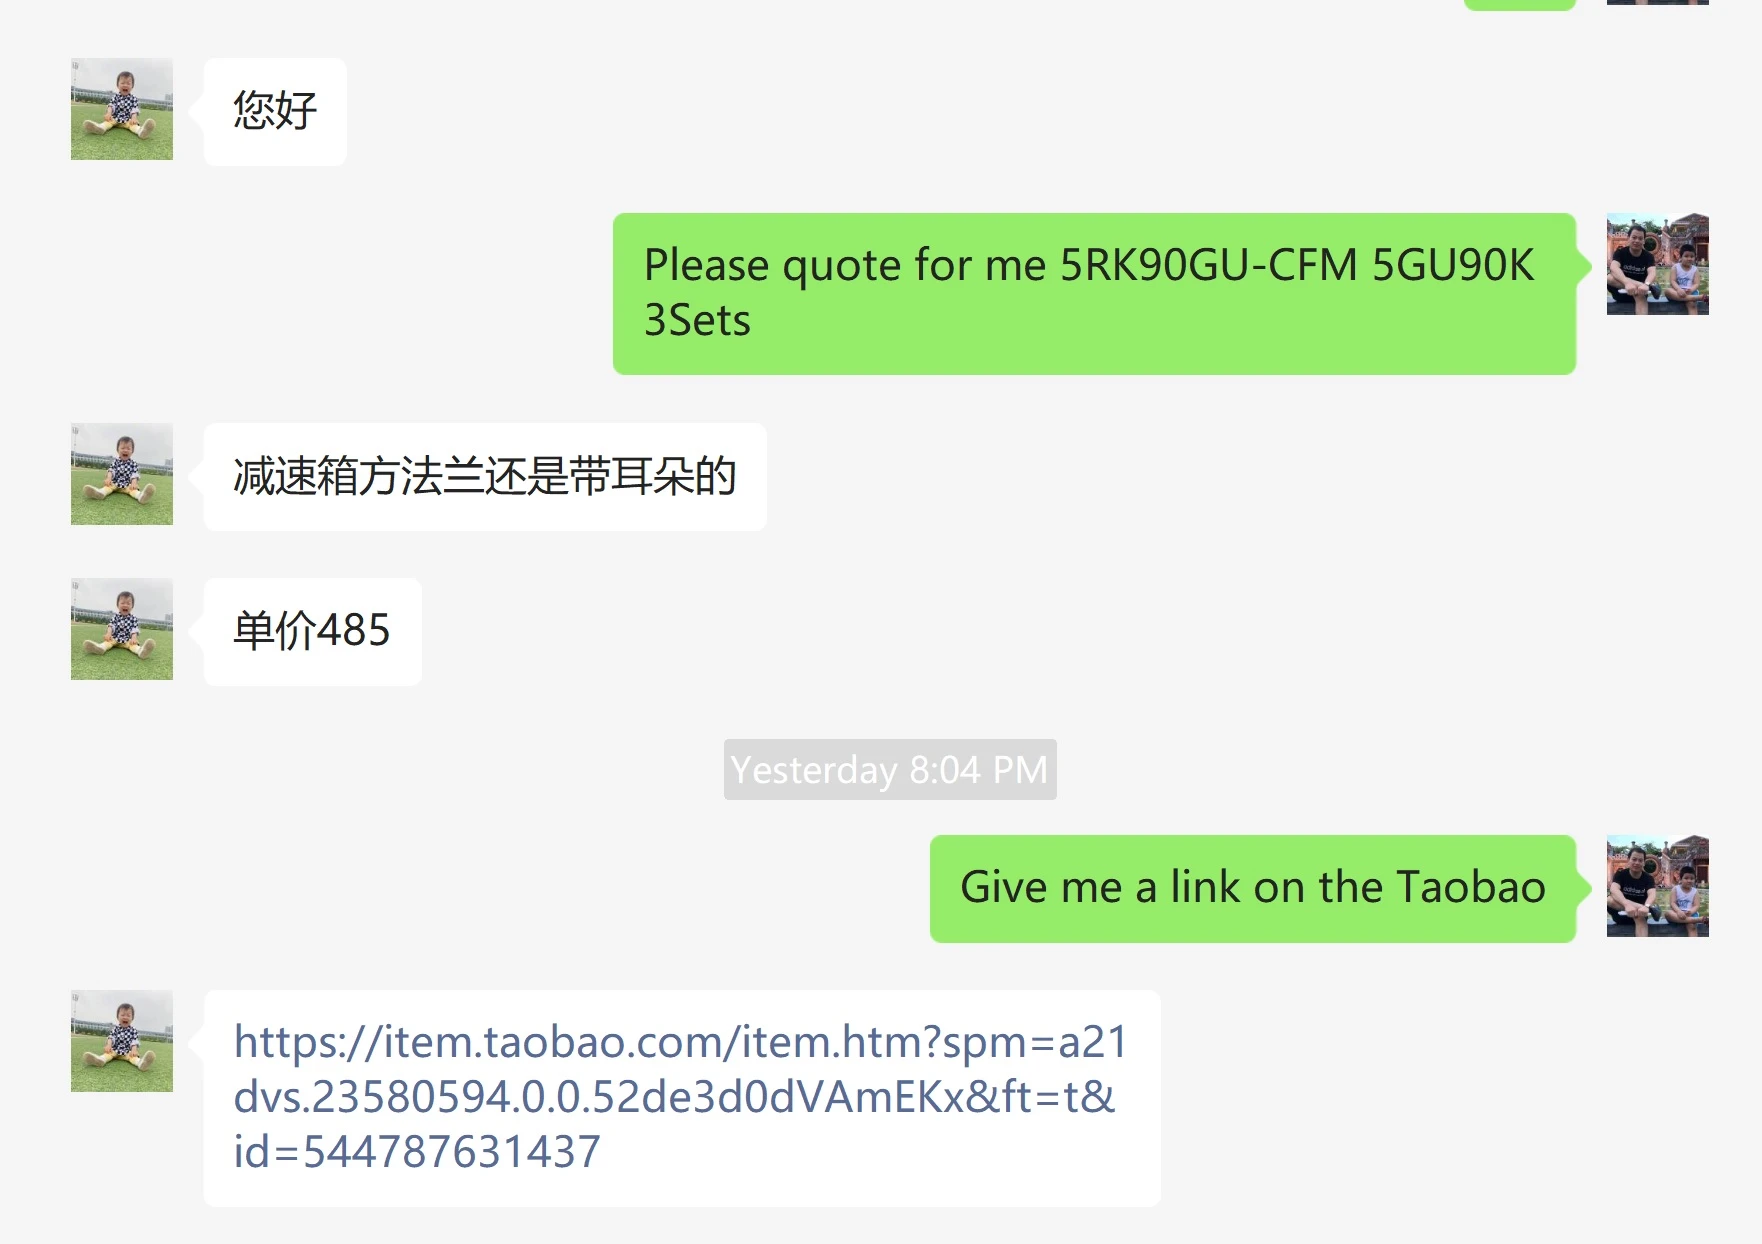 您好
Please quote for me 5RK90GU-CFM 5GU90K
3Sets
减速箱方法兰还是带耳朵的
单价485
Yesterday 8:04 PM
Give me a link on the Taobao
https://item.taobao.com/item.htm?spm=a21
dvs.23580594.0.0.52de3d0dVAmEKx&ft=t&
id=544787631437